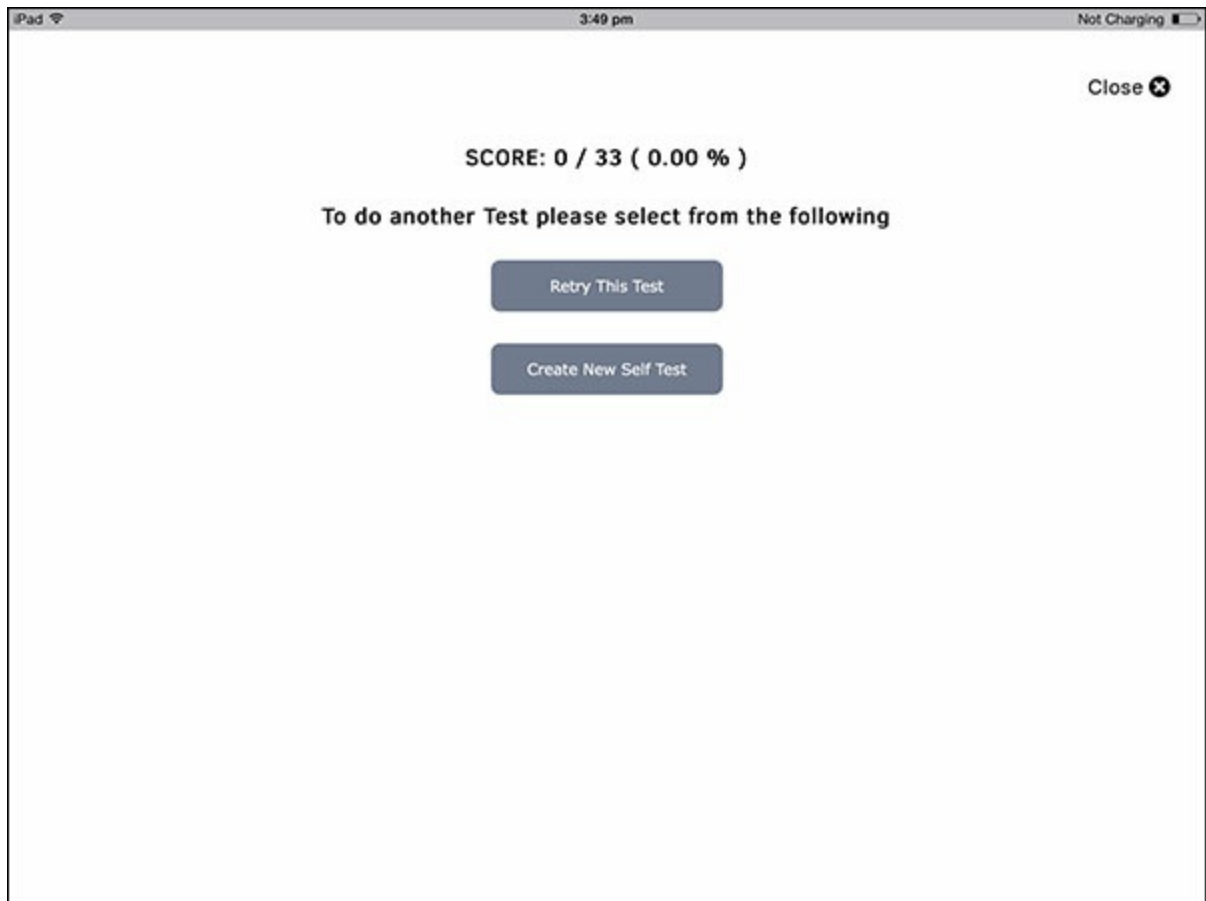 iPad 3:49 pm Not Charging
Close
SCORE: 0 / 33 ( 0.00 % )
To do another Test please select from the following
Retry This Test
Create New Self Test